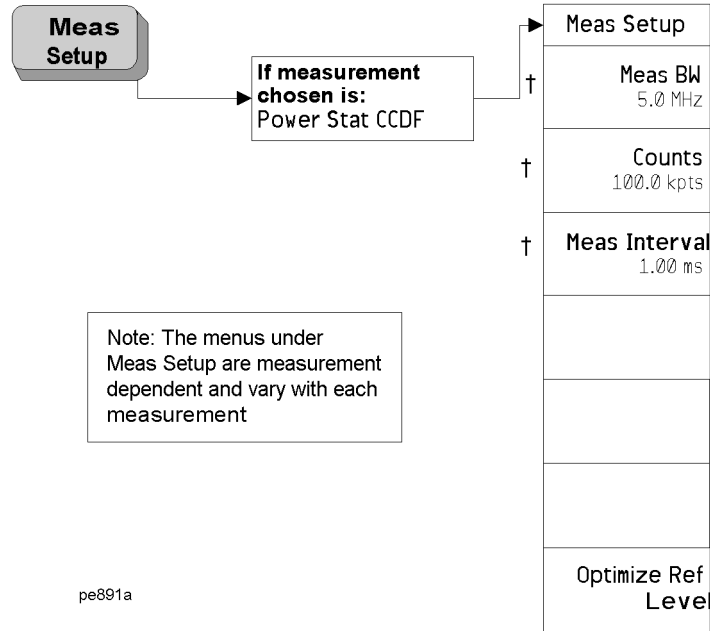 Meas
Setup
If measurement
chosen is:
Power Stat CCDF
Meas Setup
†
Meas BW
5.0 MHz
†
Counts
100.0 kpts
†
Meas Interval
1.00 ms
Note: The menus under
Meas Setup are measurement
dependent and vary with each
measurement
Optimize Ref
Level
pe891a